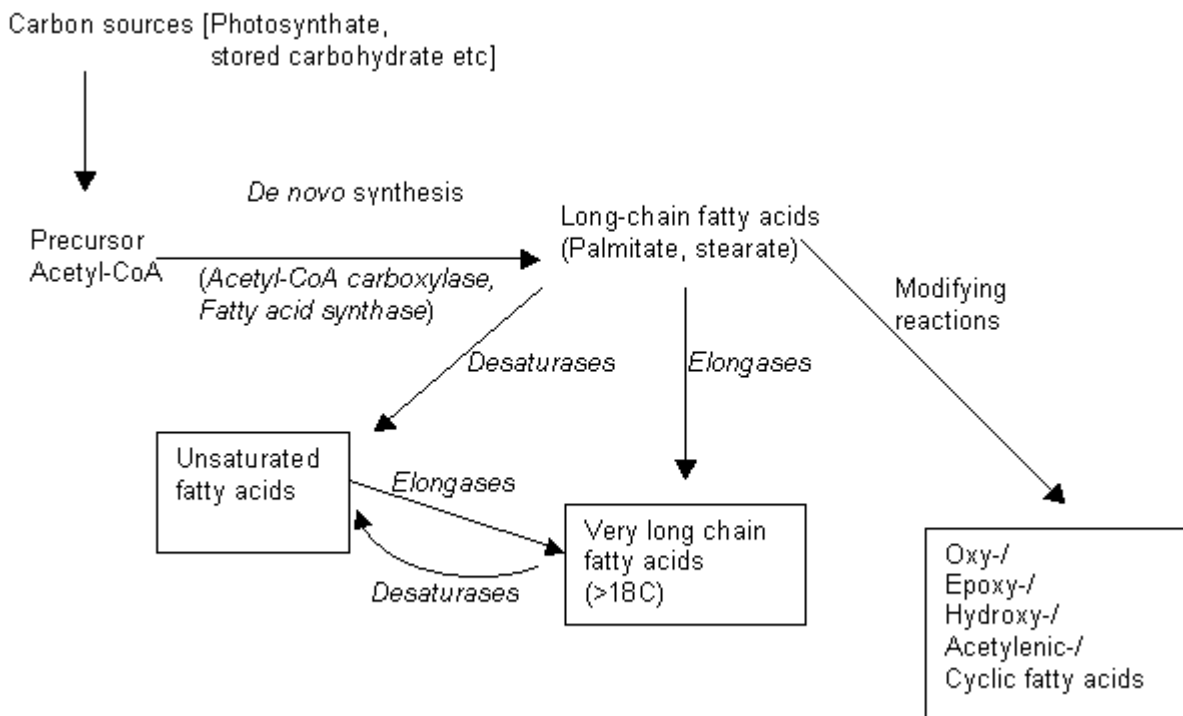 Carbon sources [Photosynthate,
stored carbohydrate etc]
De novo synthesis
Precursor
Acetyl-CoA
(Acetyl-CoA carboxylase,
Fatty acid synthase)
Long-chain fatty acids
(Palmitate, stearate)
Modifying
reactions
Desaturases
Elongases
Unsaturated
fatty acids
Elongases
Desaturases
Very long chain
fatty acids
(>18C)
Oxy-/
Epoxy-/
Hydroxy-/
Acetylenic-/
Cyclic fatty acids